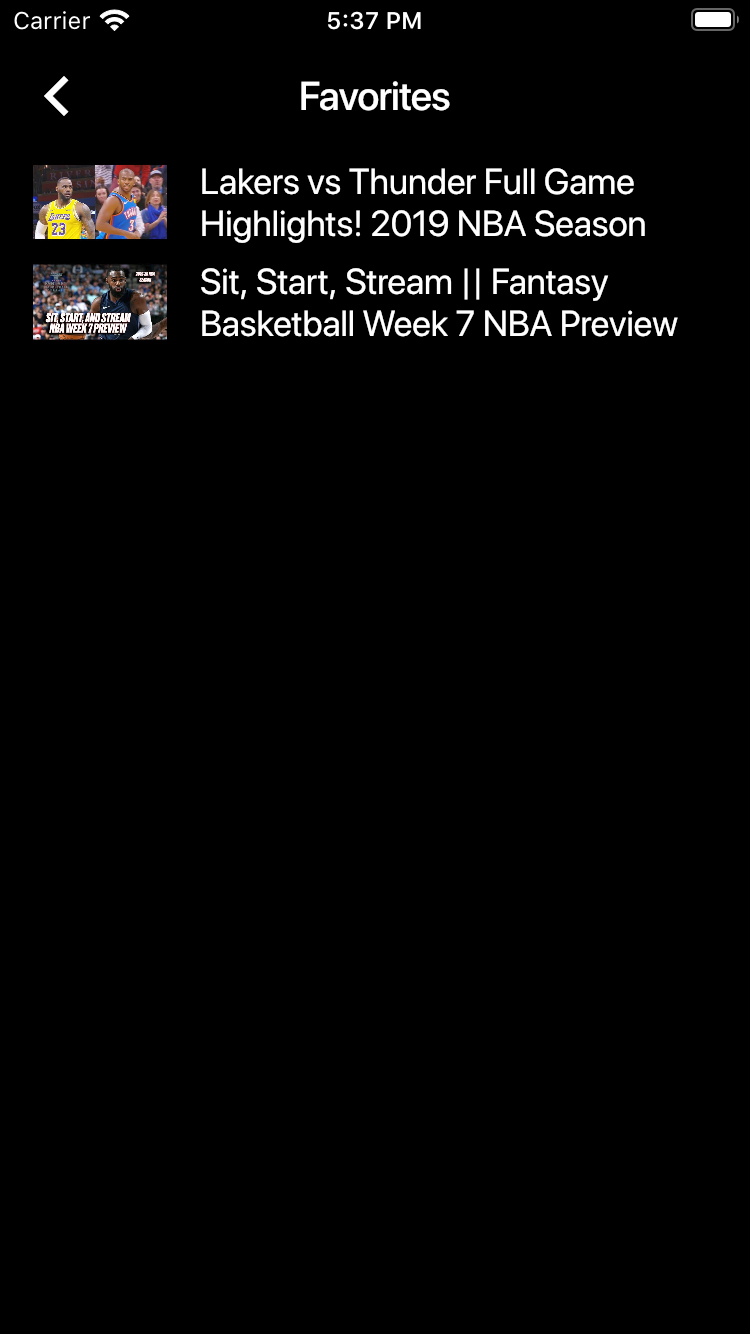 Carrier 5:37 PM
Favorites
Lakers vs Thunder Full Game
Highlights! 2019 NBA Season
23
3
Sit, Start, Stream || Fantasy
Basketball Week 7 NBA Preview
SIT, START, AND STREAM
NBA WEEK 7 PREVIEW